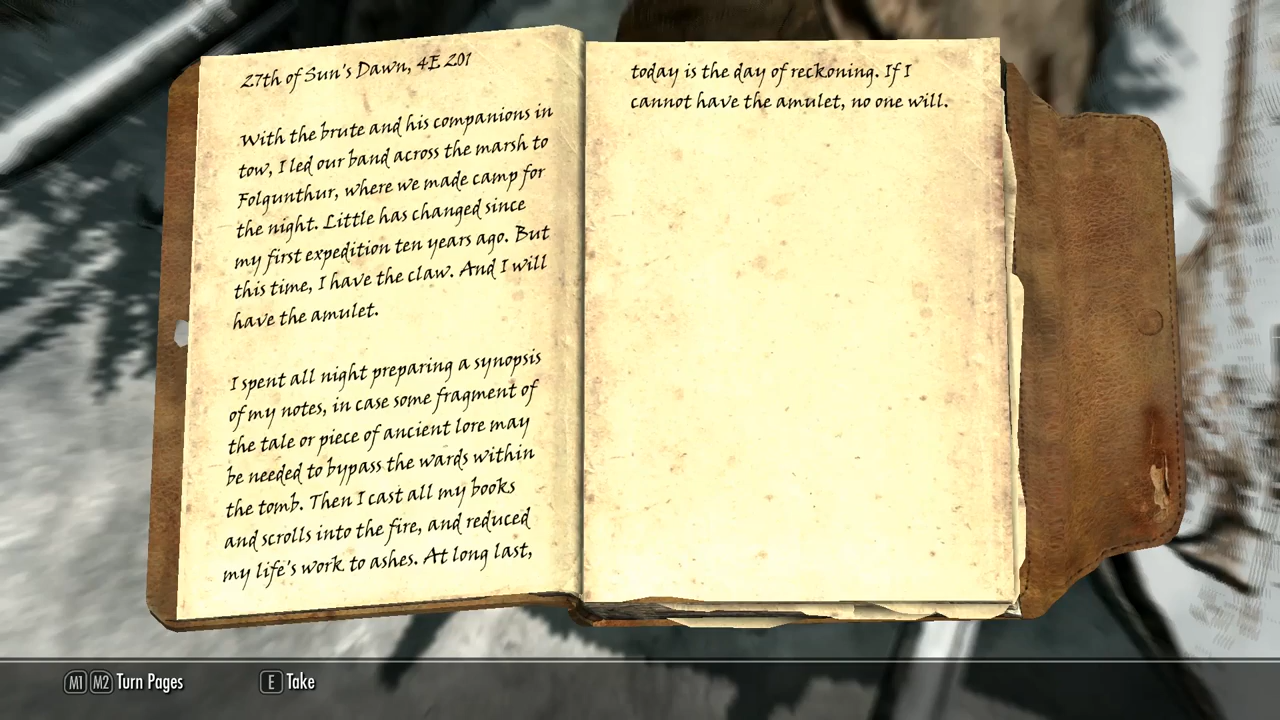 27th of Sun's Dawn, 4E 201
With the brute and his companions in
tow, I led our band across the marsh to
Folgunthur, where we made camp for
the night. Little has changed since
my first expedition ten years ago. But
this time, I have the claw. And I will
have the amulet.
I spent all night preparing a synopsis
of my notes, in case some fragment of
the tale or piece of ancient lore may
be needed to bypass the wards within
the tomb. Then I cast all my books
and scrolls into the fire, and reduced
my life's work to ashes. At long last,
today is the day of reckoning. If I
cannot have the amulet, no one will.
M1 M2 Turn Pages
E Take